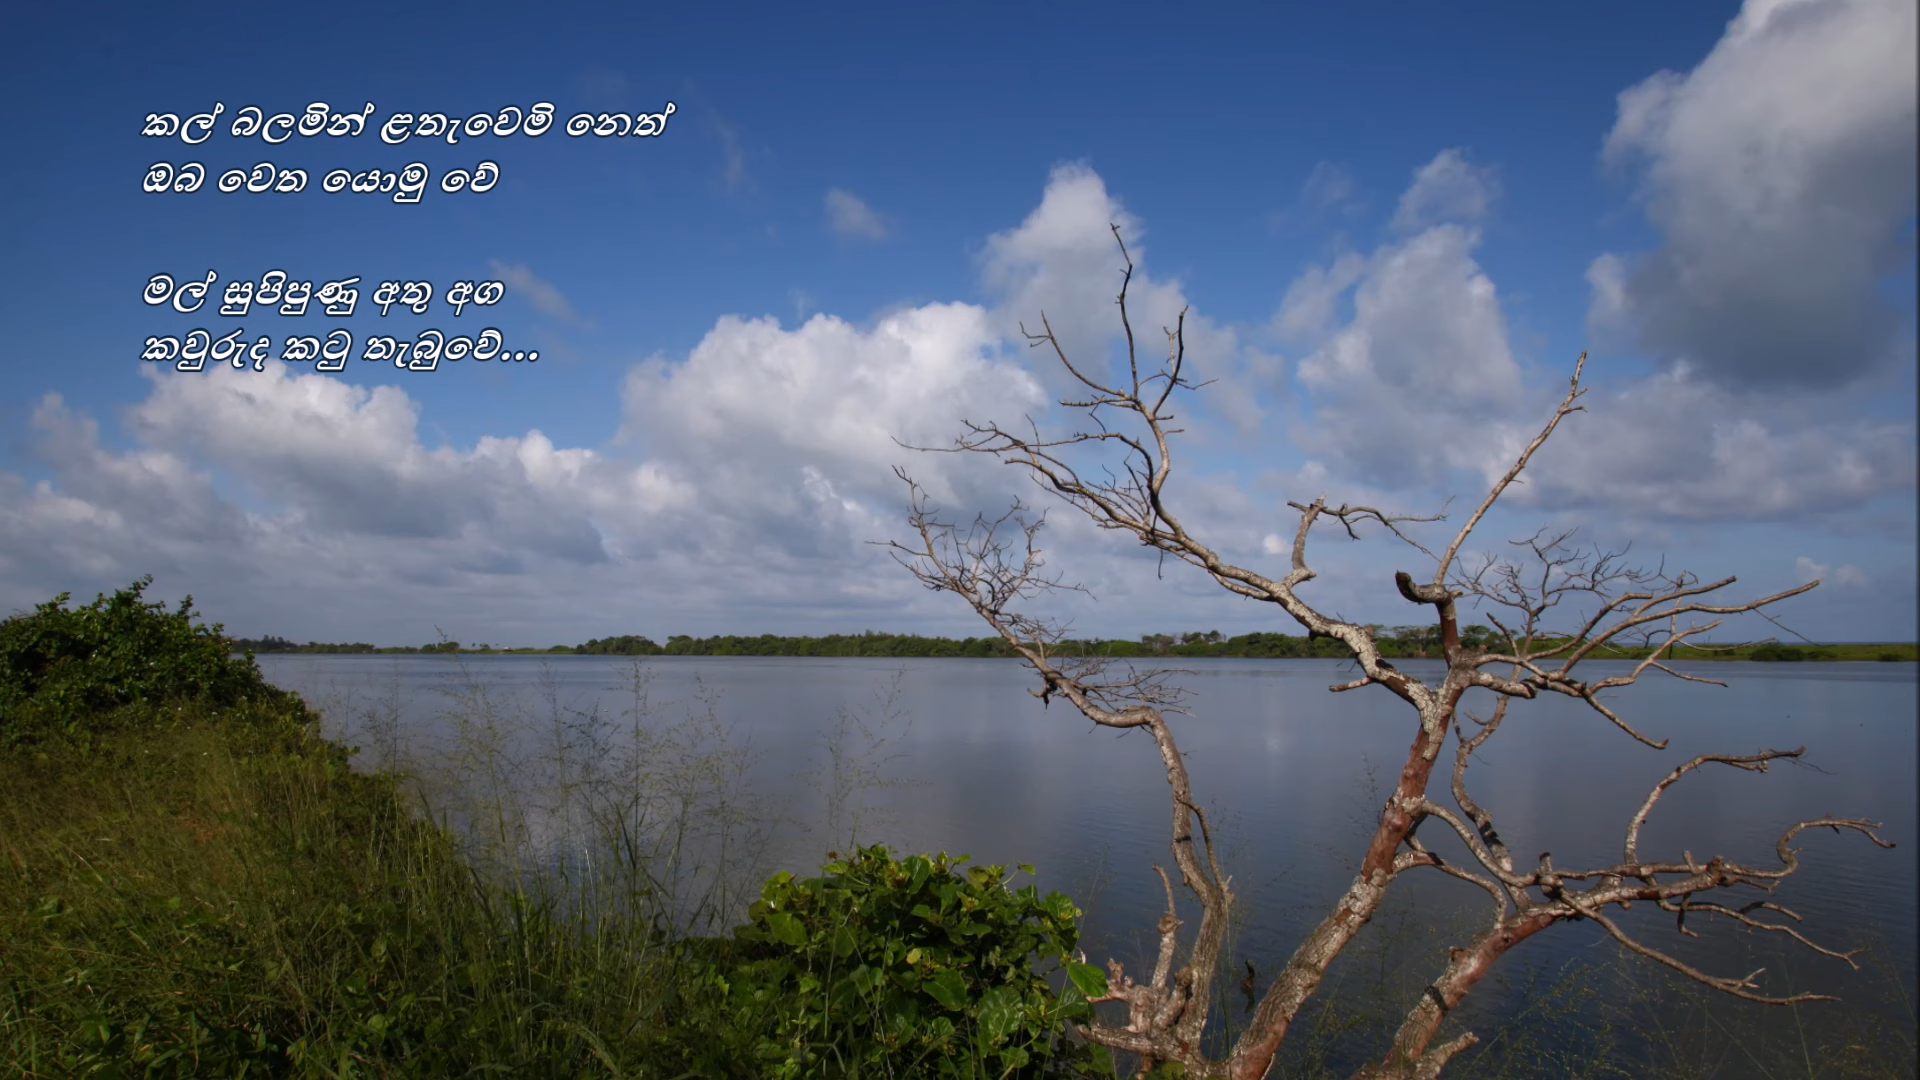 කල් බලමින් ළතැවෙමි නෙත්
ඔබ වෙත යොමු වේ
මල් සුපිපුණු අතු අග
කවුරුද කටු තැබුවේ...